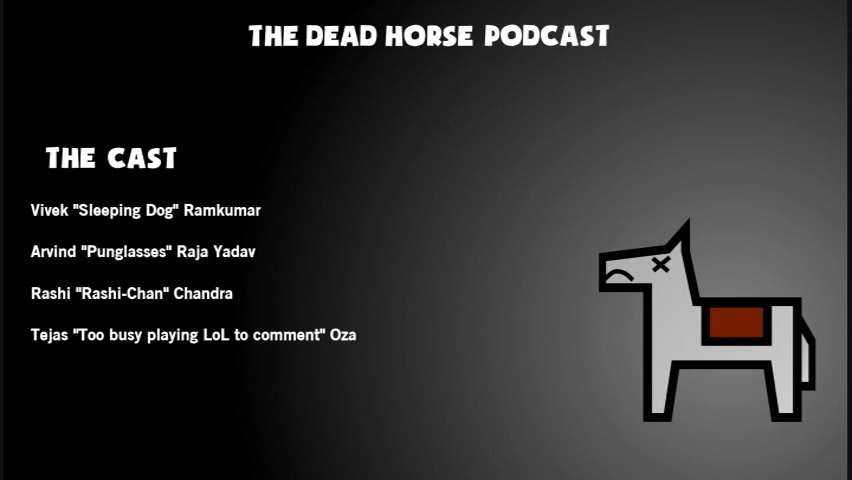 THE DEAD HORSE PODCAST
THE CAST
Vivek "Sleeping Dog" Ramkumar
Arvind "Punglasses" Raja Yadav
Rashi "Rashi-Chan" Chandra
Tejas "Too busy playing LoL to comment" Oza